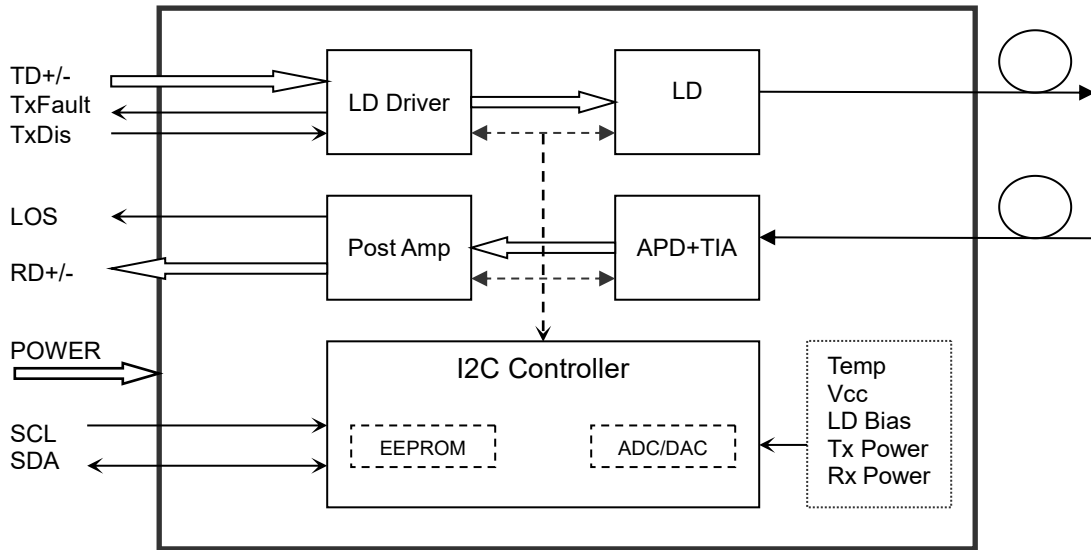 TD+/-
TxFault
TxDis
LD Driver
LD
LOS
RD+/-
Post Amp
APD+TIA
POWER
SCL
SDA
I2C Controller
EEPROM
ADC/DAC
Temp
Vcc
LD Bias
Tx Power
Rx Power